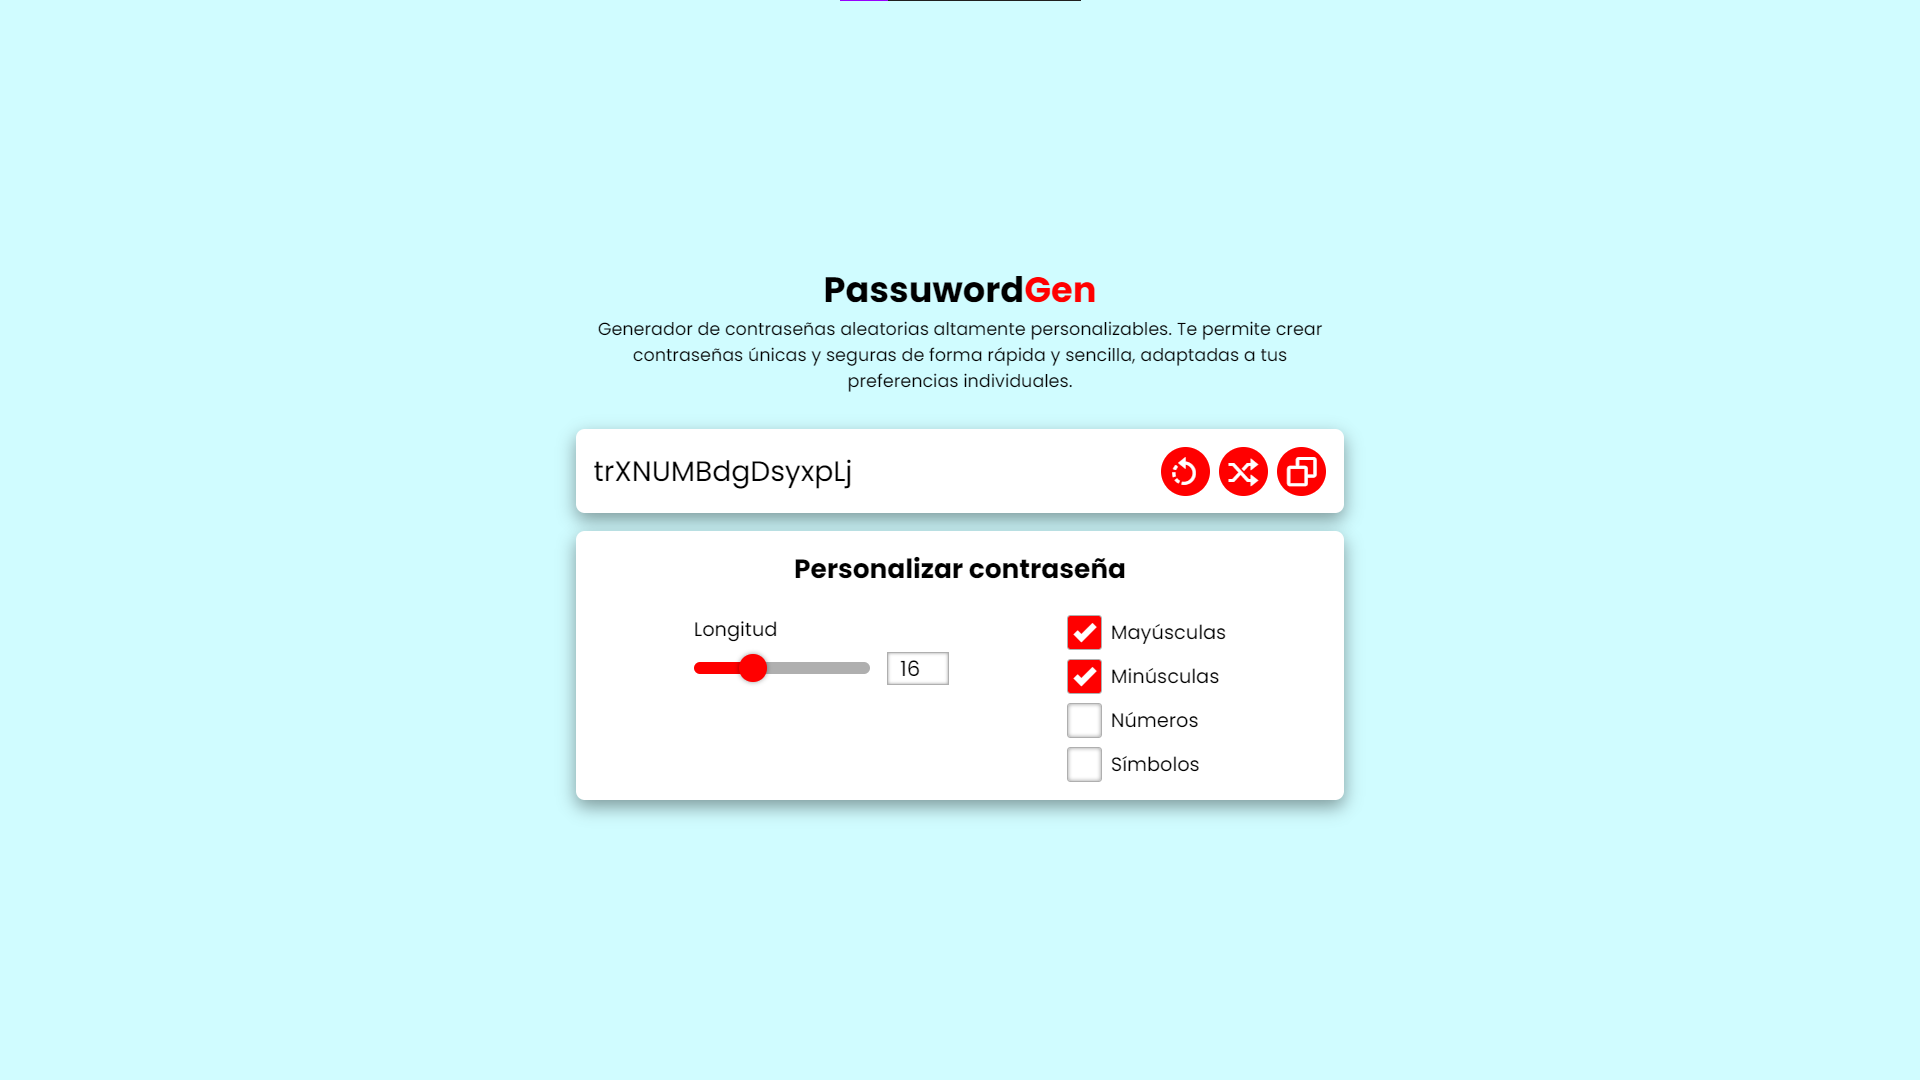 PassuwordGen
Generador de contraseñas aleatorias altamente personalizables. Te permite crear
contraseñas únicas y seguras de forma rápida y sencilla, adaptadas a tus
preferencias individuales.
trXNUMBdgDsyxpLj
Personalizar contraseña
Longitud
16
Mayúsculas
Minúsculas
Números
Símbolos